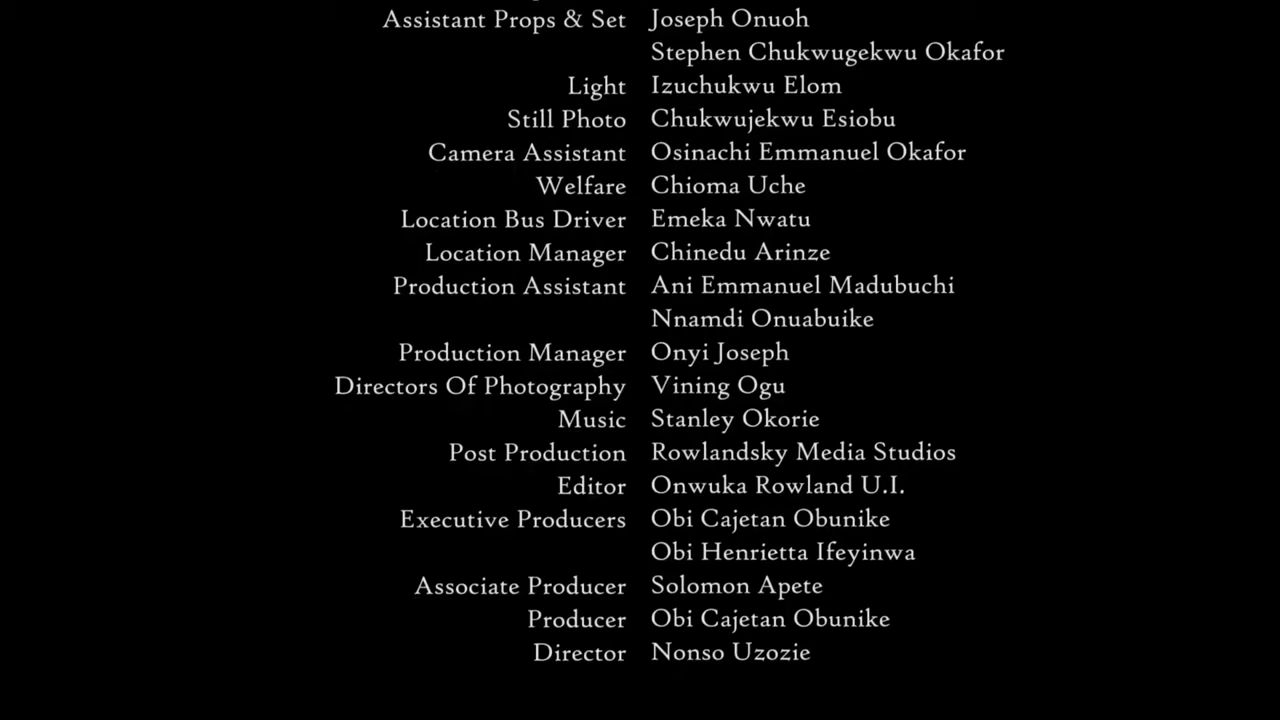 Assistant Props & Set Joseph Onuoh
Stephen Chukwugekwu Okafor
Light Izuchukwu Elom
Still Photo Chukwujekwu Esiobu
Camera Assistant Osinachi Emmanuel Okafor
Welfare Chioma Uche
Location Bus Driver Emeka Nwatu
Location Manager Chinedu Arinze
Production Assistant Ani Emmanuel Madubuchi
Nnamdi Onuabuike
Production Manager Onyi Joseph
Directors Of Photography Vining Ogu
Music Stanley Okorie
Post Production Rowlandsky Media Studios
Editor Onwuka Rowland U.I.
Executive Producers Obi Cajetan Obunike
Obi Henrietta Ifeyinwa
Associate Producer Solomon Apete
Producer Obi Cajetan Obunike
Director Nonso Uzozie